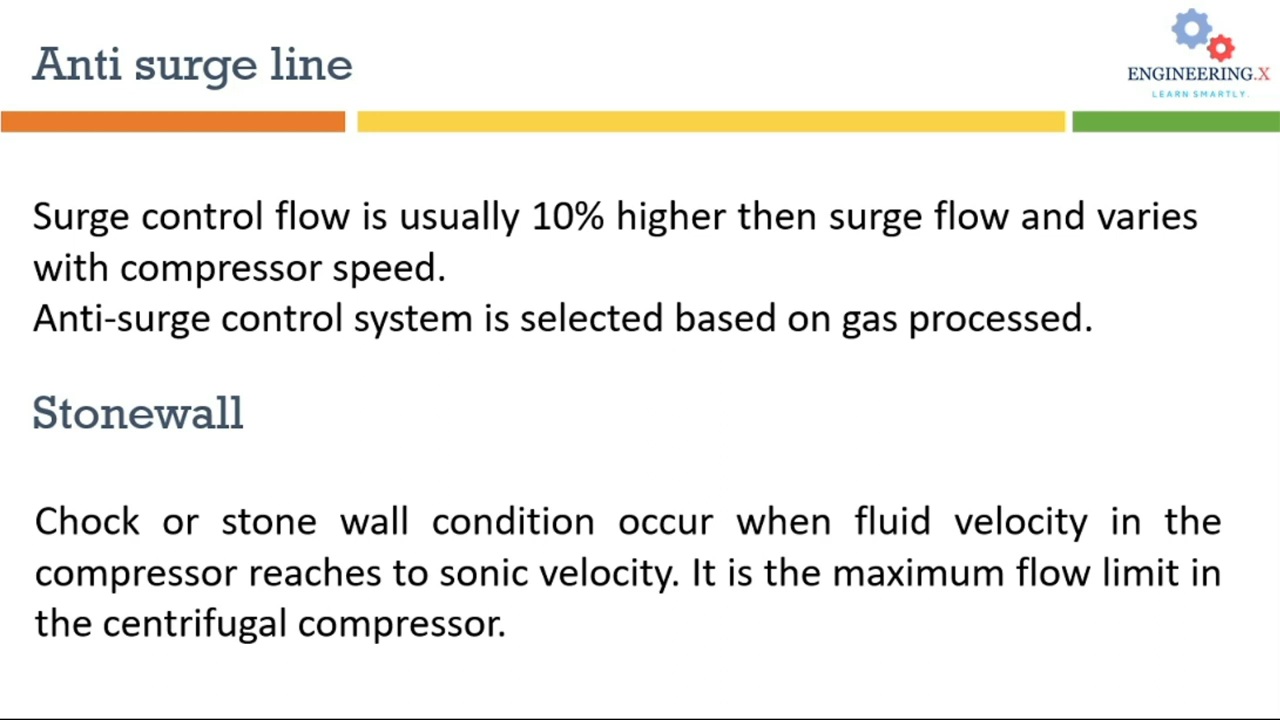 Anti surge line
ENGINEERING.X
LEARN SMARTLY.
Surge control flow is usually 10% higher then surge flow and varies
with compressor speed.
Anti-surge control system is selected based on gas processed.
Stonewall
Chock or stone wall condition occur when fluid velocity in the
compressor reaches to sonic velocity. It is the maximum flow limit in
the centrifugal compressor.